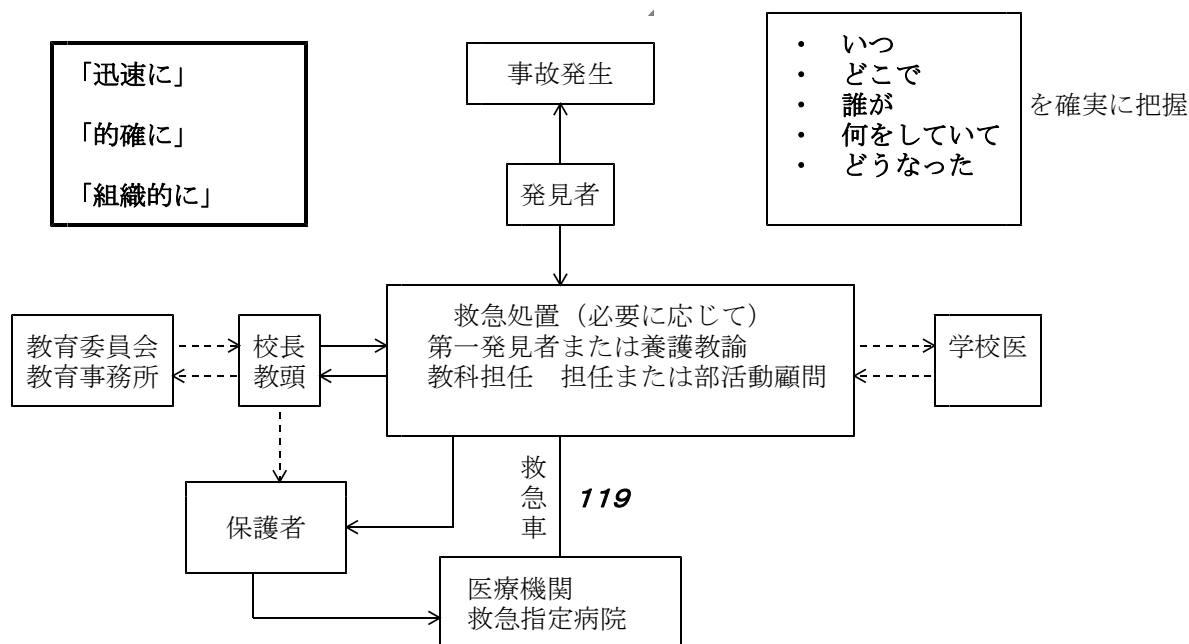 「迅速に」
「的確に」
「組織的に」
事故発生
・ いつ
・ どこで
・ 誰が
・ 何をしていて
・ どうなった
を確実に把握
発見者
救急処置（必要に応じて）
第一発見者または養護教諭
教科担任　担任または部活動顧問
教育委員会
教育事務所
校長
教頭
学校医
救急車
119
保護者
医療機関
救急指定病院